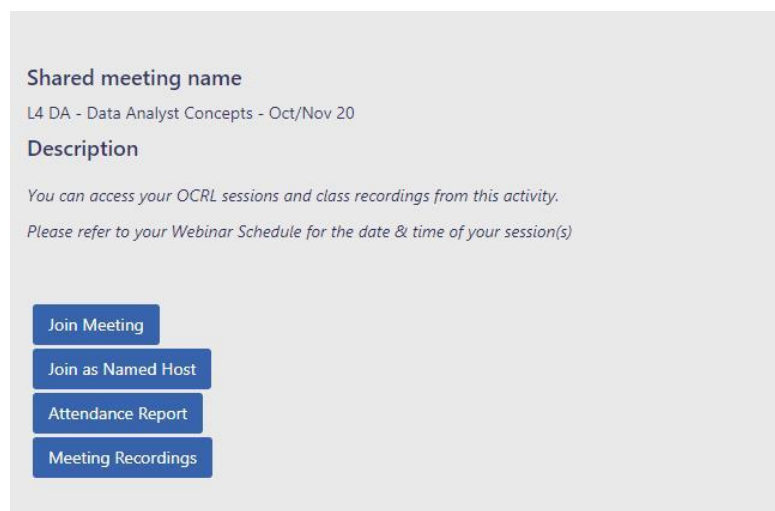 Shared meeting name
L4 DA - Data Analyst Concepts - Oct/Nov 20
Description
You can access your OCRL sessions and class recordings from this activity.
Please refer to your Webinar Schedule for the date & time of your session(s)
Join Meeting
Join as Named Host
Attendance Report
Meeting Recordings